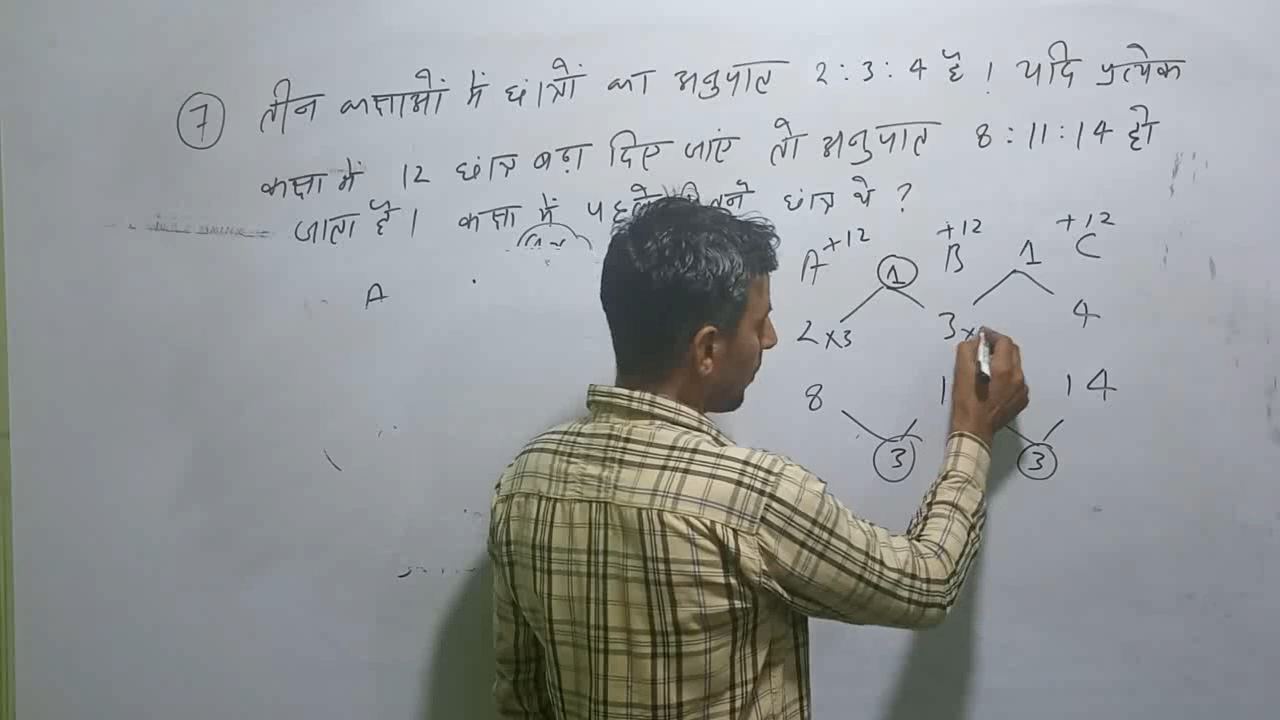 7 तीन कक्षाओं में छात्रों का अनुपात 2 : 3 : 4 है । यदि प्रत्येक
कक्षा में 12 छात्र बढ़ा दिए जाएं तो अनुपात 8 : 11 : 14 हो
जाता है । कक्षा में छात्र थे ?
+12 +12 +12
A A 1 B 1 C
2 x3 3 x 4
8 1 14
3 3